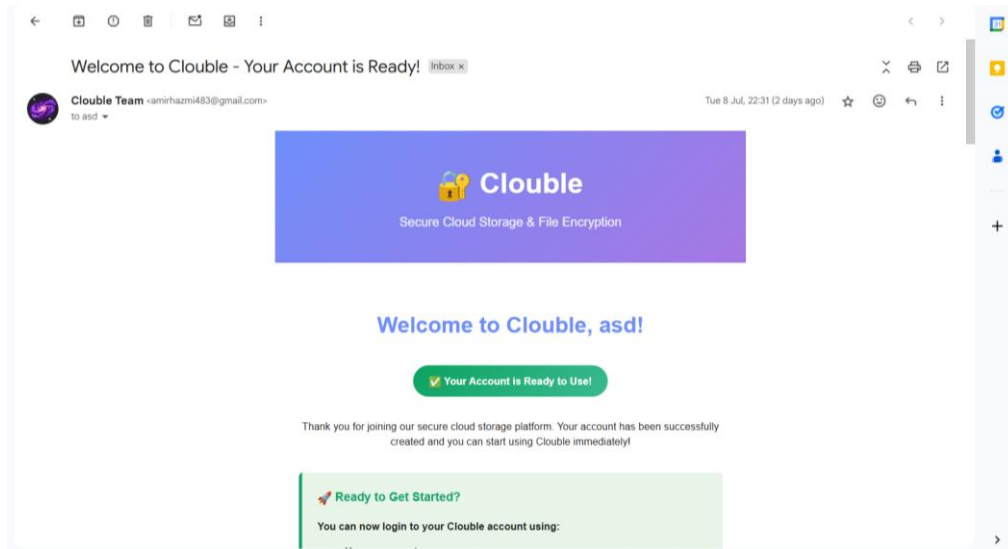 Welcome to Clouble - Your Account is Ready! Inbox x
Clouble Team <amirhazmi483@gmail.com>
Tue 8 Jul, 22:31 (2 days ago)
to asd
Clouble
Secure Cloud Storage & File Encryption
Welcome to Clouble, asd!
Your Account is Ready to Use!
Thank you for joining our secure cloud storage platform. Your account has been successfully
created and you can start using Clouble immediately!
Ready to Get Started?
You can now login to your Clouble account using: